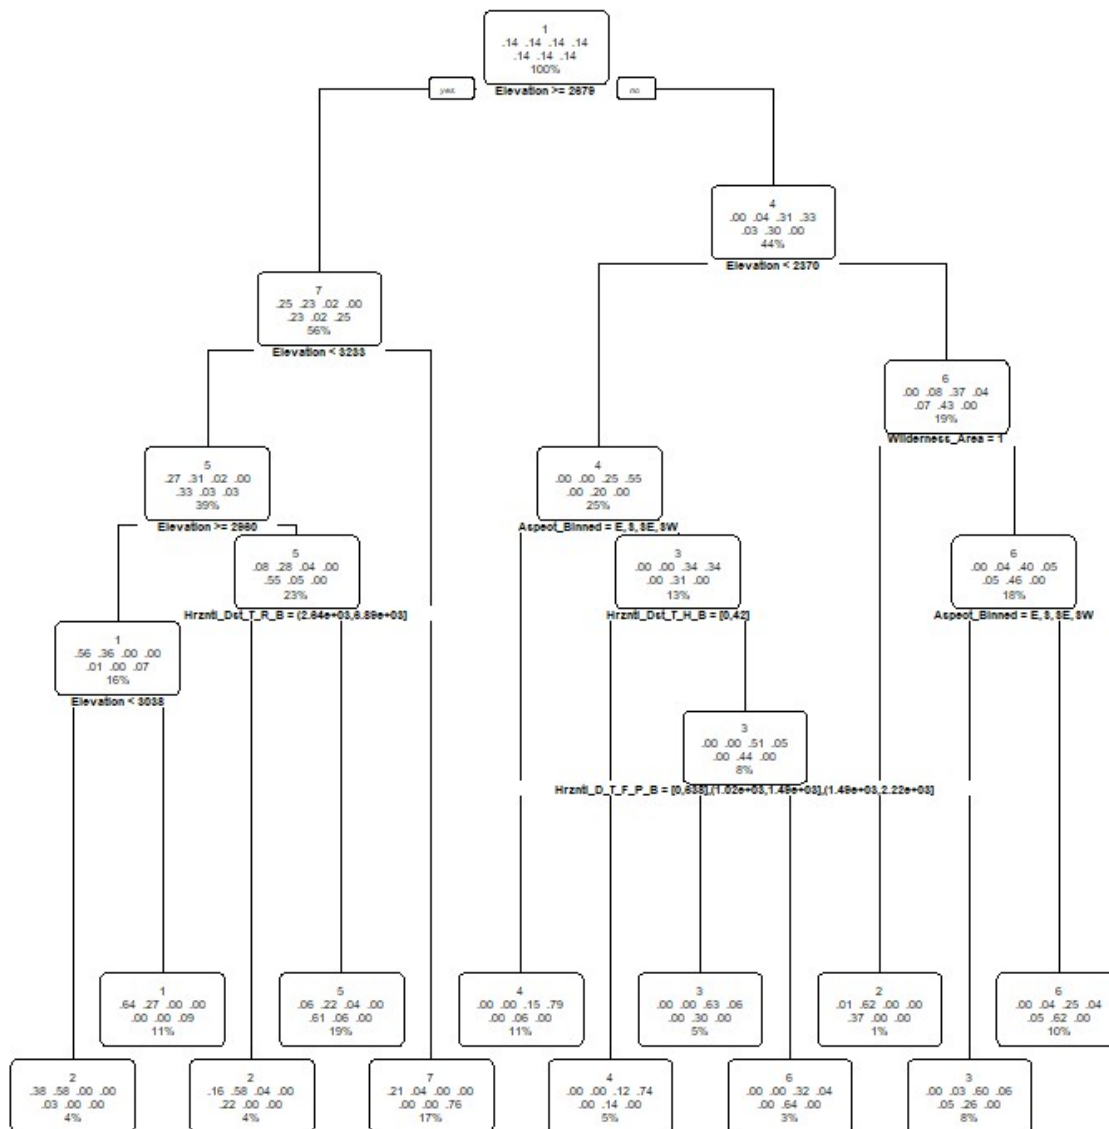 1
.14 .14 .14 .14
.14 .14 .14
100%
yes
Elevation >= 2679
no
4
.00 .04 .31 .33
.03 .30 .00
44%
Elevation < 2370
7
.25 .23 .02 .00
.23 .02 .25
56%
Elevation < 3233
6
.00 .08 .37 .04
.07 .43 .00
19%
Wilderness_Area = 1
5
.27 .31 .02 .00
.33 .03 .03
39%
Elevation >= 2960
4
.00 .00 .25 .55
.00 .20 .00
25%
Aspect_Binned = E,S,SE,SW
5
.08 .28 .04 .00
.55 .05 .00
23%
Hrzntl_Dst_T_R_B = (2.64e+03,6.89e+03]
3
.00 .00 .34 .34
.00 .31 .00
13%
Hrzntl_Dst_T_H_B = [0,42]
6
.00 .04 .40 .05
.05 .46 .00
18%
Aspect_Binned = E,S,SE,SW
1
.56 .36 .00 .00
.01 .00 .07
16%
Elevation < 3038
3
.00 .00 .51 .05
.00 .44 .00
8%
Hrzntl_D_T_F_P_B = [0,638],(1.02e+03,1.49e+03],(1.49e+03,2.22e+03]
1
.64 .27 .00 .00
.00 .00 .09
11%
5
.06 .22 .04 .00
.61 .06 .00
19%
4
.00 .00 .15 .79
.00 .06 .00
11%
3
.00 .00 .63 .06
.00 .30 .00
5%
2
.01 .62 .00 .00
.37 .00 .00
1%
6
.00 .04 .25 .04
.05 .62 .00
10%
2
.38 .58 .00 .00
.03 .00 .00
4%
2
.16 .58 .04 .00
.22 .00 .00
4%
7
.21 .04 .00 .00
.00 .00 .76
17%
4
.00 .00 .12 .74
.00 .14 .00
5%
6
.00 .00 .32 .04
.00 .64 .00
3%
3
.00 .03 .60 .06
.05 .26 .00
8%